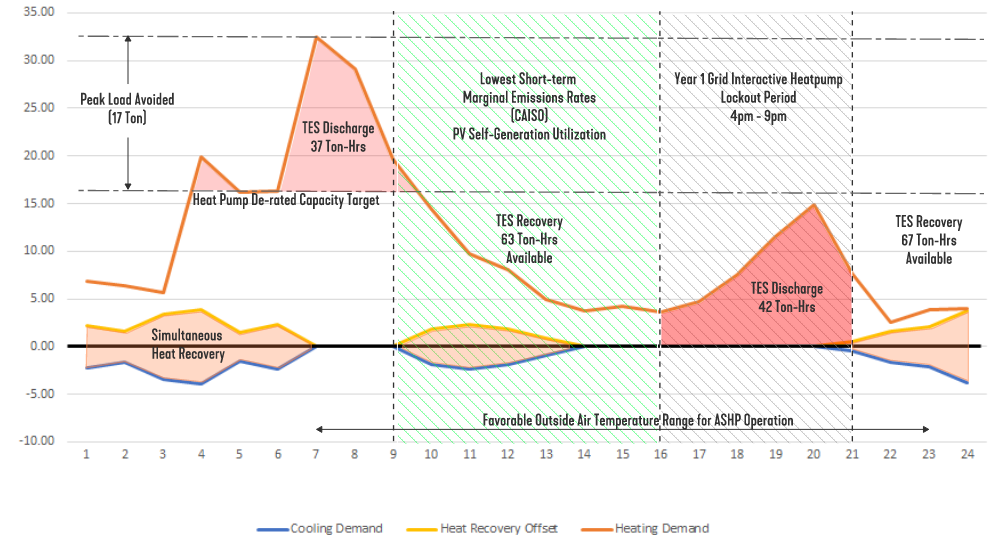 35.00
30.00
25.00
20.00
15.00
10.00
5.00
0.00
-5.00
-10.00
Peak Load Avoided
(17 Ton)
TES Discharge
37 Ton-Hrs
Heat Pump De-rated Capacity Target
Lowest Short-term
Marginal Emissions Rates
(CAISO)
PV Self-Generation Utilization
Year 1 Grid Interactive Heatpump
Lockout Period
4pm - 9pm
TES Recovery
63 Ton-Hrs
Available
TES Recovery
67 Ton-Hrs
Available
TES Discharge
42 Ton-Hrs
Simultaneous
Heat Recovery
Favorable Outside Air Temperature Range for ASHP Operation
1 2 3 4 5 6 7 8 9 10 11 12 13 14 15 16 17 18 19 20 21 22 23 24
Cooling Demand Heat Recovery Offset Heating Demand